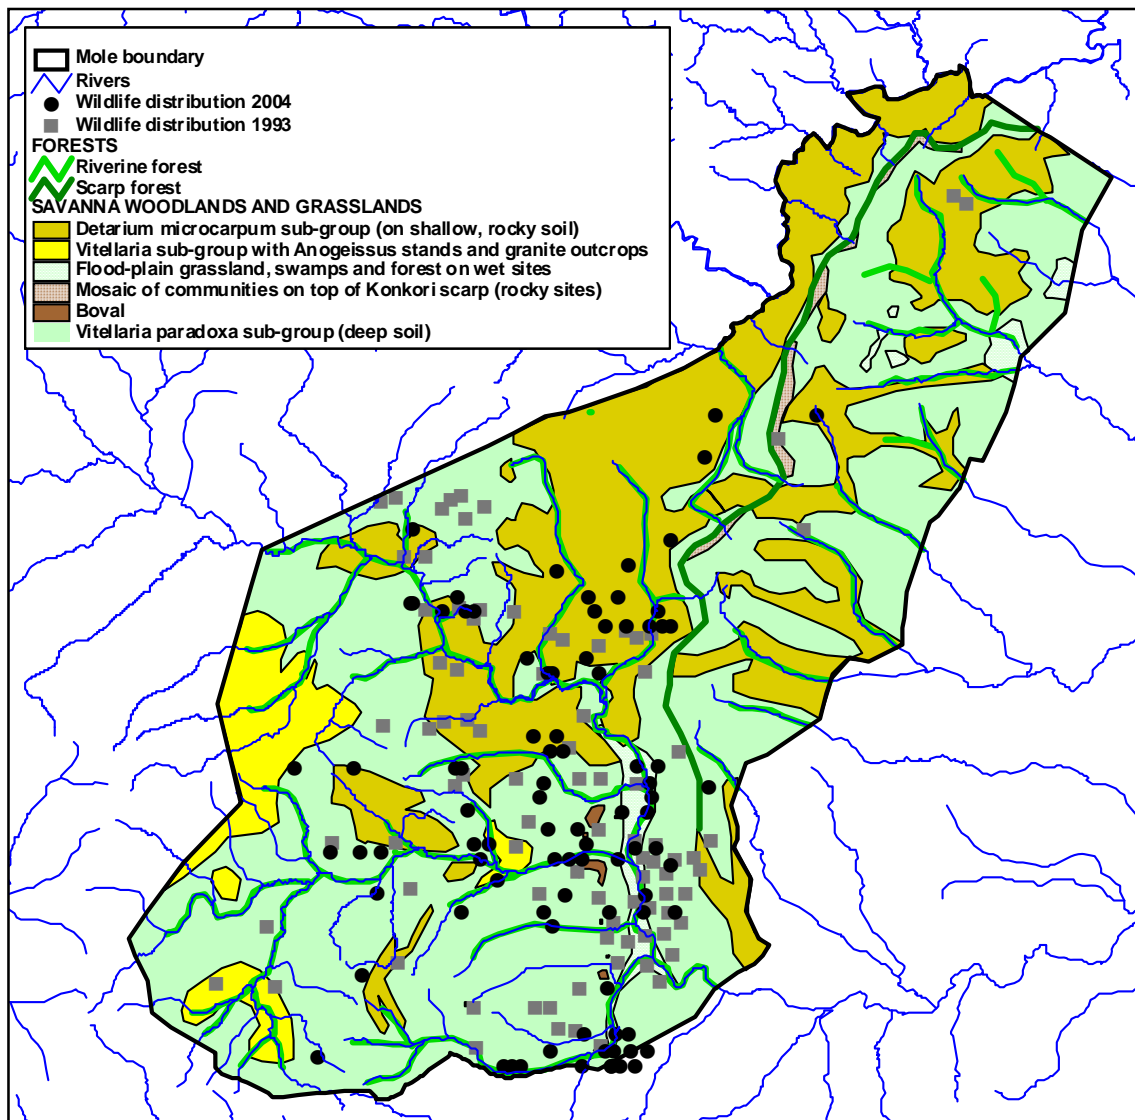 Mole boundary
Rivers
Wildlife distribution 2004
Wildlife distribution 1993
FORESTS
Riverine forest
Scarp forest
SAVANNA WOODLANDS AND GRASSLANDS
Detarium microcarpum sub-group (on shallow, rocky soil)
Vitellaria sub-group with Anogeissus stands and granite outcrops
Flood-plain grassland, swamps and forest on wet sites
Mosaic of communities on top of Konkori scarp (rocky sites)
Boval
Vitellaria paradoxa sub-group (deep soil)